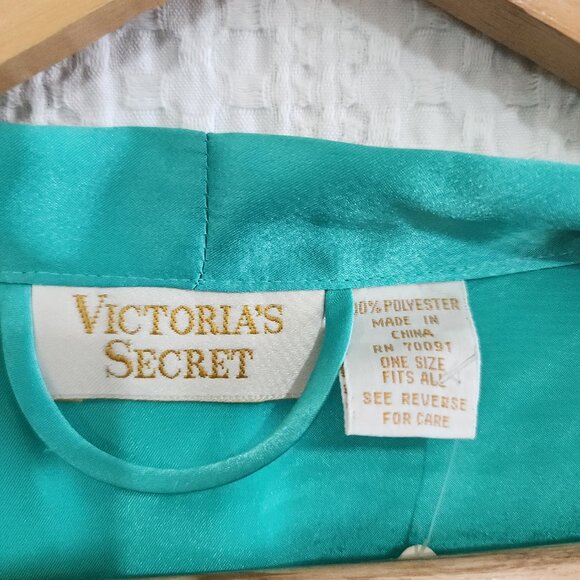 VICTORIA'S
SECRET
00% POLYESTER
MADE IN
CHINA
RN 70091
ONE SIZE
FITS ALL
SEE REVERSE
FOR CARE